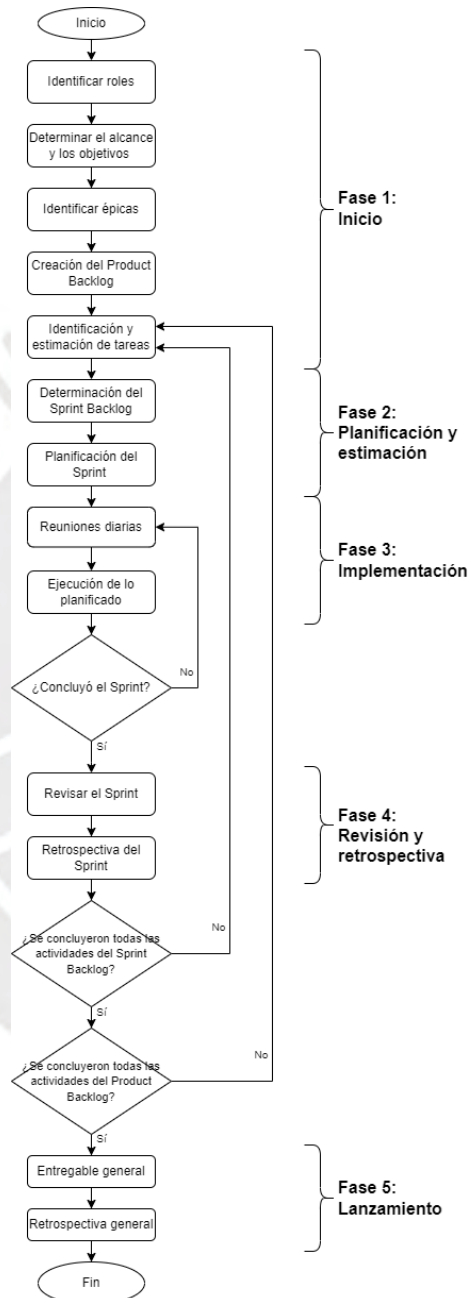 Inicio
Identificar roles
Determinar el alcance
y los objetivos
Identificar épicas
Creación del Product
Backlog
Identificación y
estimación de tareas
Fase 1:
Inicio
Determinación del
Sprint Backlog
Planificación del
Sprint
Fase 2:
Planificación y
estimación
Reuniones diarias
Ejecución de lo
planificado
Fase 3:
Implementación
¿Concluyó el Sprint?
No
Sí
Revisar el Sprint
Retrospectiva del
Sprint
Fase 4:
Revisión y
retrospectiva
¿Se concluyeron todas las
actividades del Sprint
Backlog?
No
Sí
¿Se concluyeron todas las
actividades del Product
Backlog?
No
Sí
Entregable general
Retrospectiva general
Fase 5:
Lanzamiento
Fin